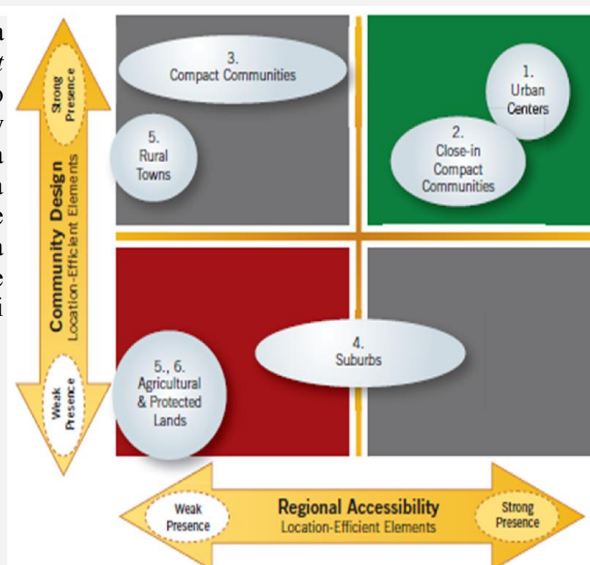 a
t
o
y
a
a
e
a
e
i
Strong
Presence
Community Design
Location-Efficient Elements
Weak
Presence
3.
Compact Communities
1.
Urban
Centers
2.
Close-in
Compact
Communities
5.
Rural
Towns
4.
Suburbs
5., 6.
Agricultural
& Protected
Lands
Weak
Presence
Regional Accessibility
Location-Efficient Elements
Strong
Presence